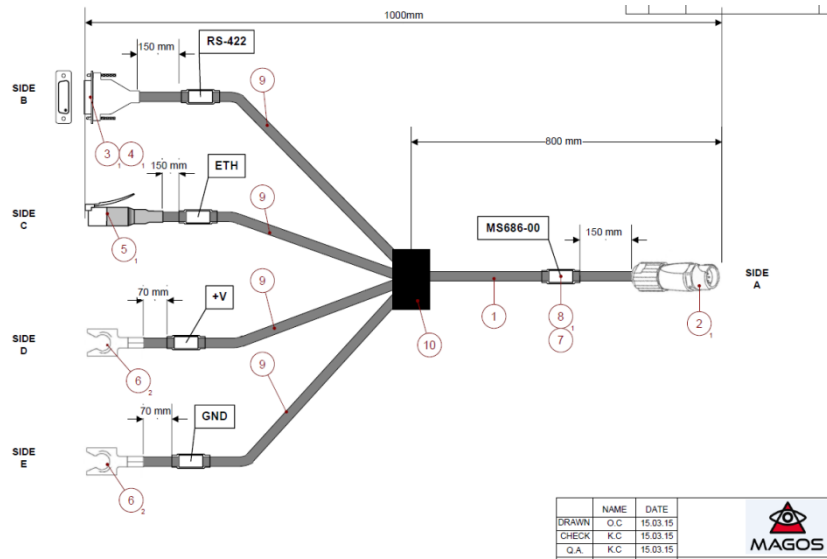 1000mm
150 mm
RS-422
SIDE
B
9
3 1 4 1
800 mm
150 mm
ETH
9
SIDE
C
5 1
MS686-00
150 mm
SIDE
A
70 mm
+V
9
1
8 1
7
2 1
10
SIDE
D
6 2
9
70 mm
GND
SIDE
E
6 2
NAME DATE
DRAWN O.C 15.03.15
CHECK K.C 15.03.15
Q.A. K.C 15.03.15
MAGOS